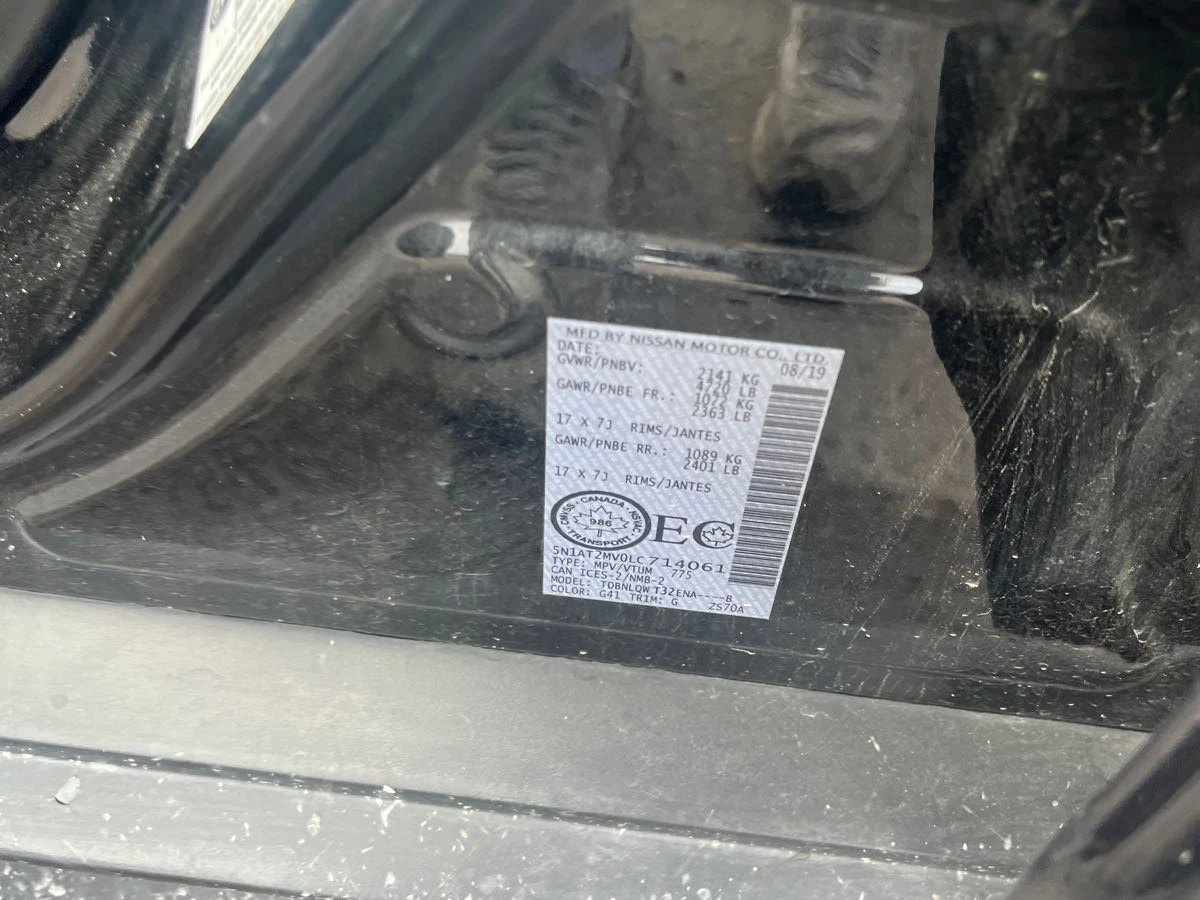 MFD BY NISSAN MOTOR CO., LTD.
DATE: 08/19
GVWR/PNBV: 2141 KG
4720 LB
GAWR/PNBE FR.: 1072 KG
2363 LB
17 X 7J RIMS/JANTES
GAWR/PNBE RR.: 1089 KG
2401 LB
17 X 7J RIMS/JANTES
CMVSS · CANADA · NSVAC · TRANSPORT
986
EC
5N1AT2MV0LC714061
TYPE: MPV/VTUM 775
CAN ICES-2/NMB-2
MODEL: TDBNLQW T32ENA----B
COLOR: G41 TRIM: G ZS70A